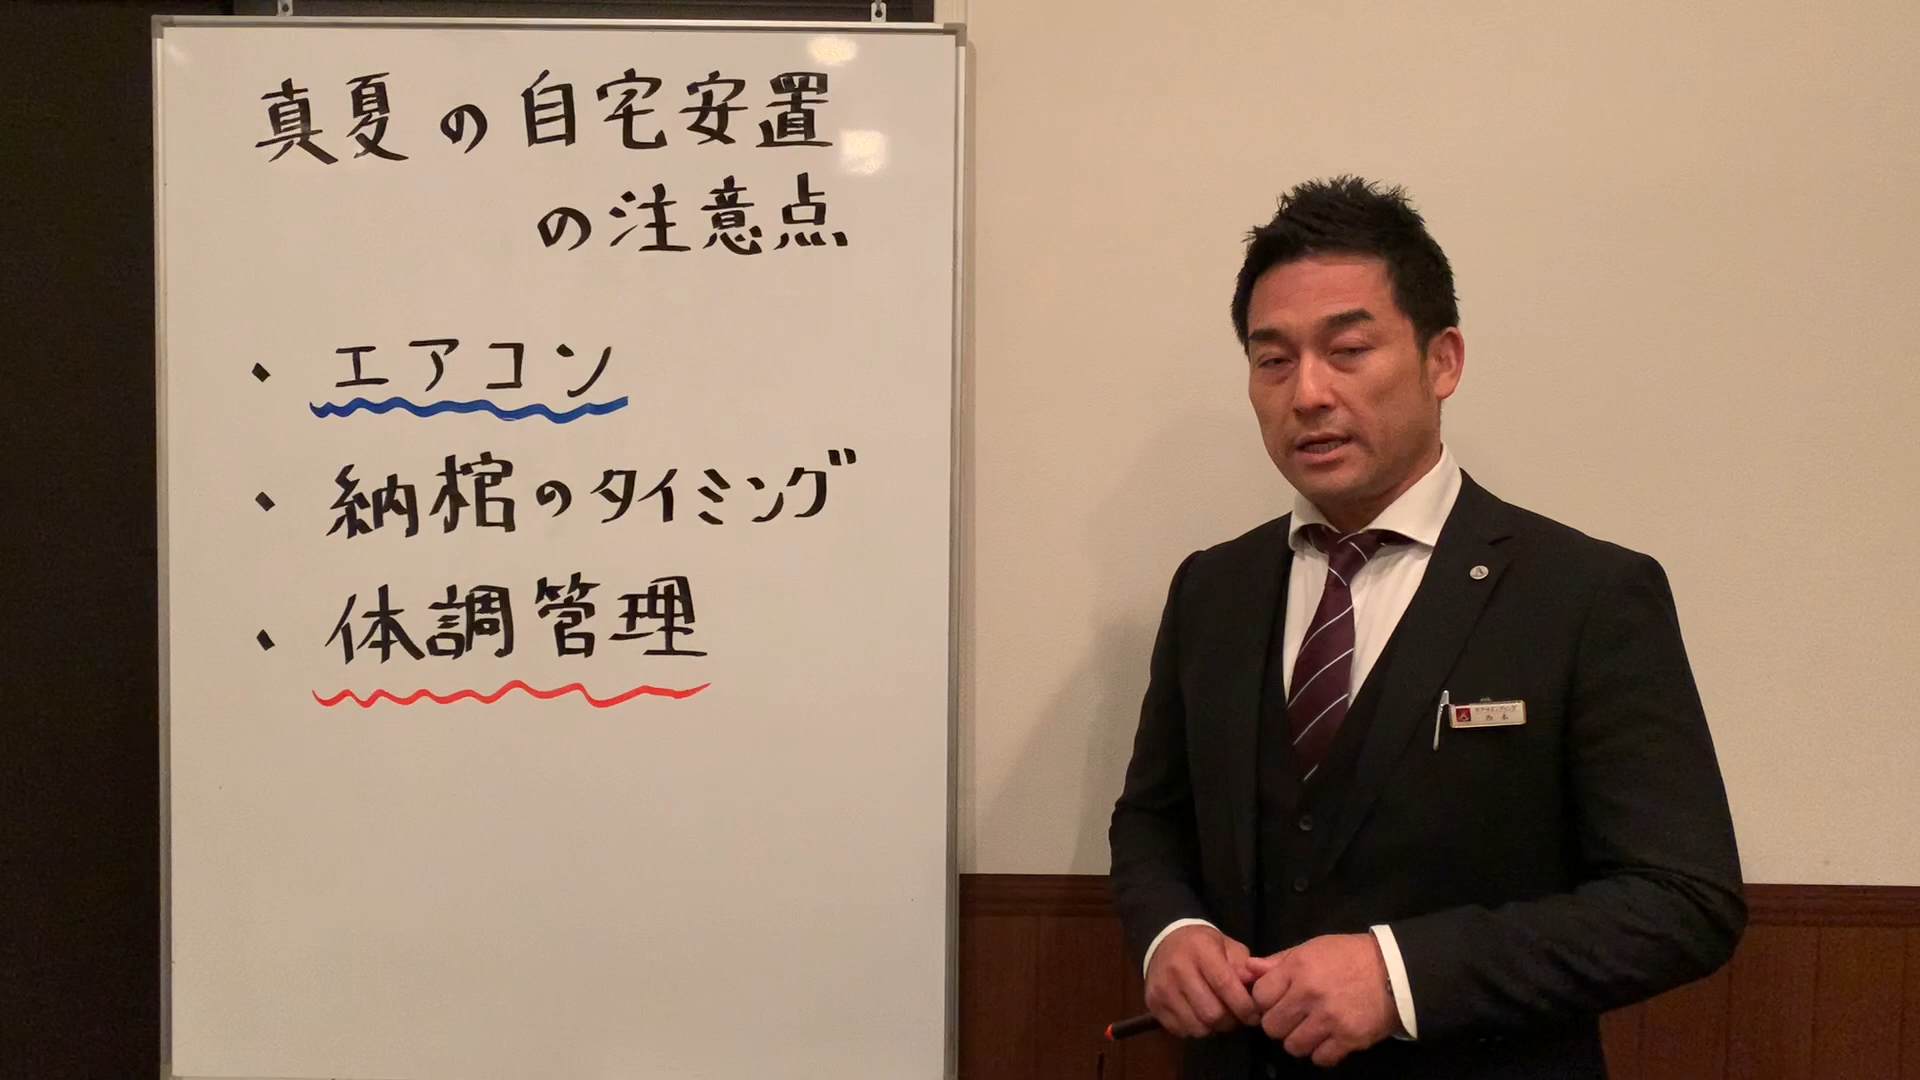 真夏の自宅安置
の注意点
・エアコン
・納棺のタイミング
・体調管理